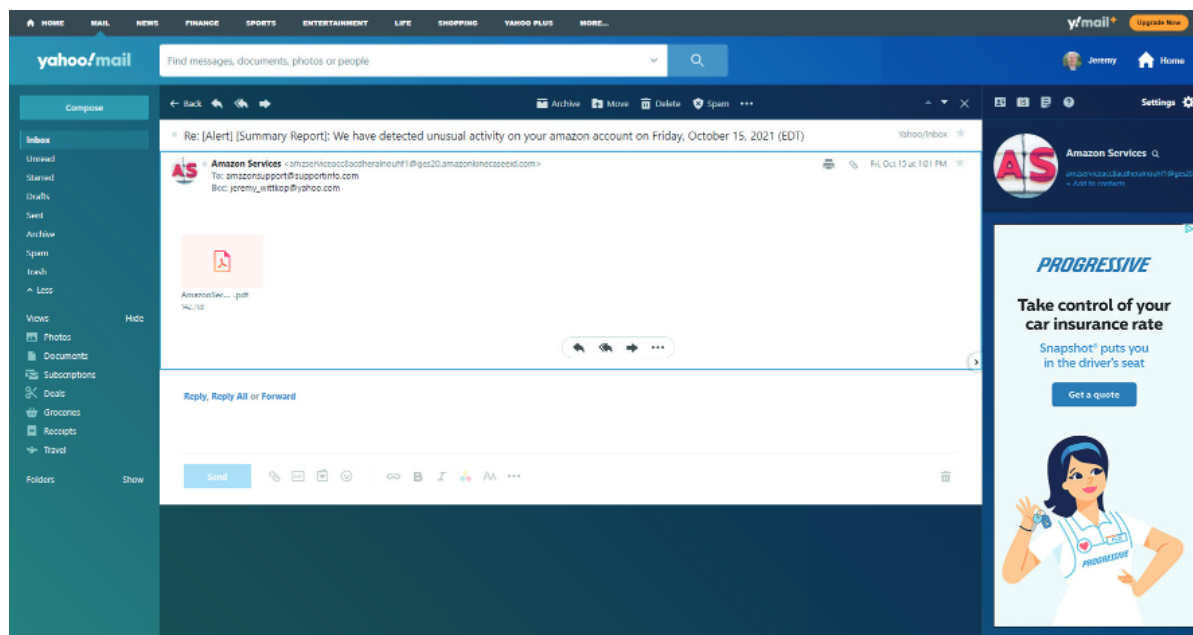 HOME MAIL NEWS FINANCE SPORTS ENTERTAINMENT LIFE SHOPPING YAHOO PLUS MORE...
y!mail+ Upgrade Now
yahoo!mail
Find messages, documents, photos or people
Jeremy Home
Compose
Back
Archive Move Delete Spam
Settings
Inbox
Unread
Starred
Drafts
Sent
Archive
Spam
Trash
Less
Views Hide
Photos
Documents
Subscriptions
Deals
Groceries
Receipts
Travel
Folders Show
Re: [Alert] [Summary Report]: We have detected unusual activity on your amazon account on Friday, October 15, 2021 (EDT)
Yahoo/Inbox
AS
Amazon Services
Fri, Oct 15 at 1:01 PM
To: amazonsupport@supportinfo.com
Bcc: jeremy_wittkop@yahoo.com
AmazonSer... .pdf
Reply, Reply All or Forward
Send
AS
Amazon Services
+ Add to contacts
PROGRESSIVE
Take control of your
car insurance rate
Snapshot® puts you
in the driver's seat
Get a quote
PROGRESSIVE